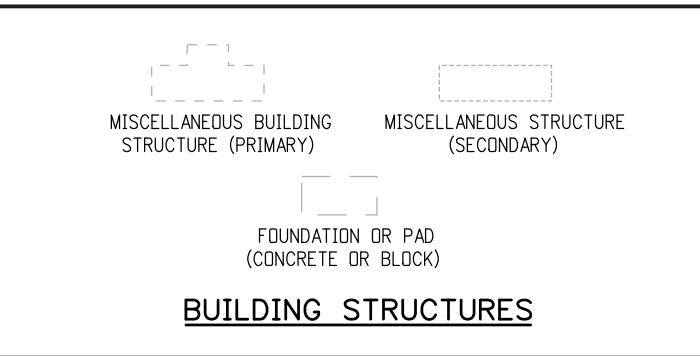 MISCELLANEOUS BUILDING
STRUCTURE (PRIMARY)
MISCELLANEOUS STRUCTURE
(SECONDARY)
FOUNDATION OR PAD
(CONCRETE OR BLOCK)
BUILDING STRUCTURES